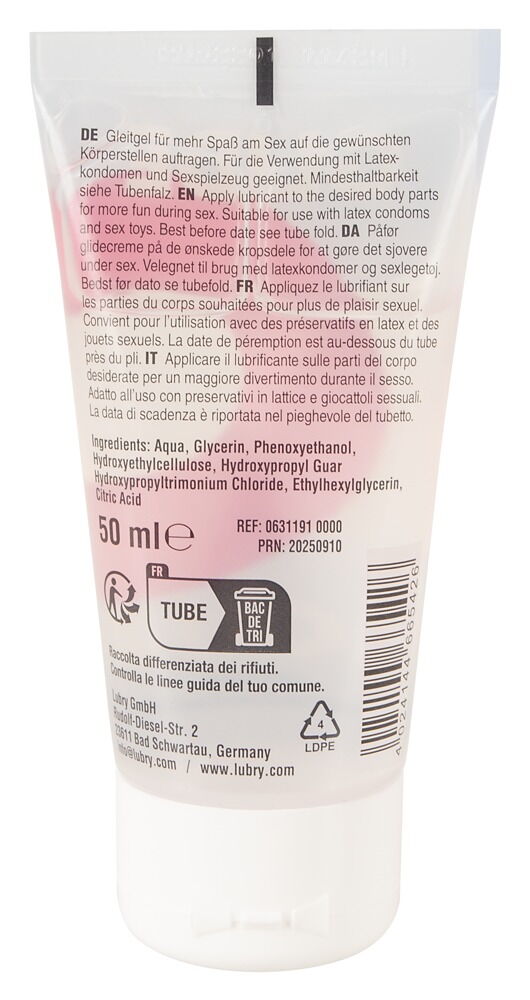 DE Gleitgel für mehr Spaß am Sex auf die gewünschten
Körperstellen auftragen. Für die Verwendung mit Latex-
kondomen und Sexspielzeug geeignet. Mindesthaltbarkeit
siehe Tubenfalz. EN Apply lubricant to the desired body parts
for more fun during sex. Suitable for use with latex condoms
and sex toys. Best before date see tube fold. DA Påfør
glidecreme på de ønskede kropsdele for at gøre det sjovere
under sex. Velegnet til brug med latexkondomer og sexlegetøj.
Bedst før dato se tubefold. FR Appliquez le lubrifiant sur
les parties du corps souhaitées pour plus de plaisir sexuel.
Convient pour l'utilisation avec des préservatifs en latex et des
jouets sexuels. La date de péremption est au-dessous du tube
près du pli. IT Applicare il lubrificante sulle parti del corpo
desiderate per un maggiore divertimento durante il sesso.
Adatto all'uso con preservativi in lattice e giocattoli sessuali.
La data di scadenza è riportata nel pieghevole del tubetto.
Ingredients: Aqua, Glycerin, Phenoxyethanol,
Hydroxyethylcellulose, Hydroxypropyl Guar
Hydroxypropyltrimonium Chloride, Ethylhexylglycerin,
Citric Acid
50 ml e
REF: 0631191 0000
PRN: 20250910
FR
TUBE
BAC
DE
TRI
Raccolta differenziata dei rifiuti.
Controlla le linee guida del tuo comune.
Lubry GmbH
Rudolf-Diesel-Str. 2
23611 Bad Schwartau, Germany
info@lubry.com / www.lubry.com
4
LDPE
4 024144 665426